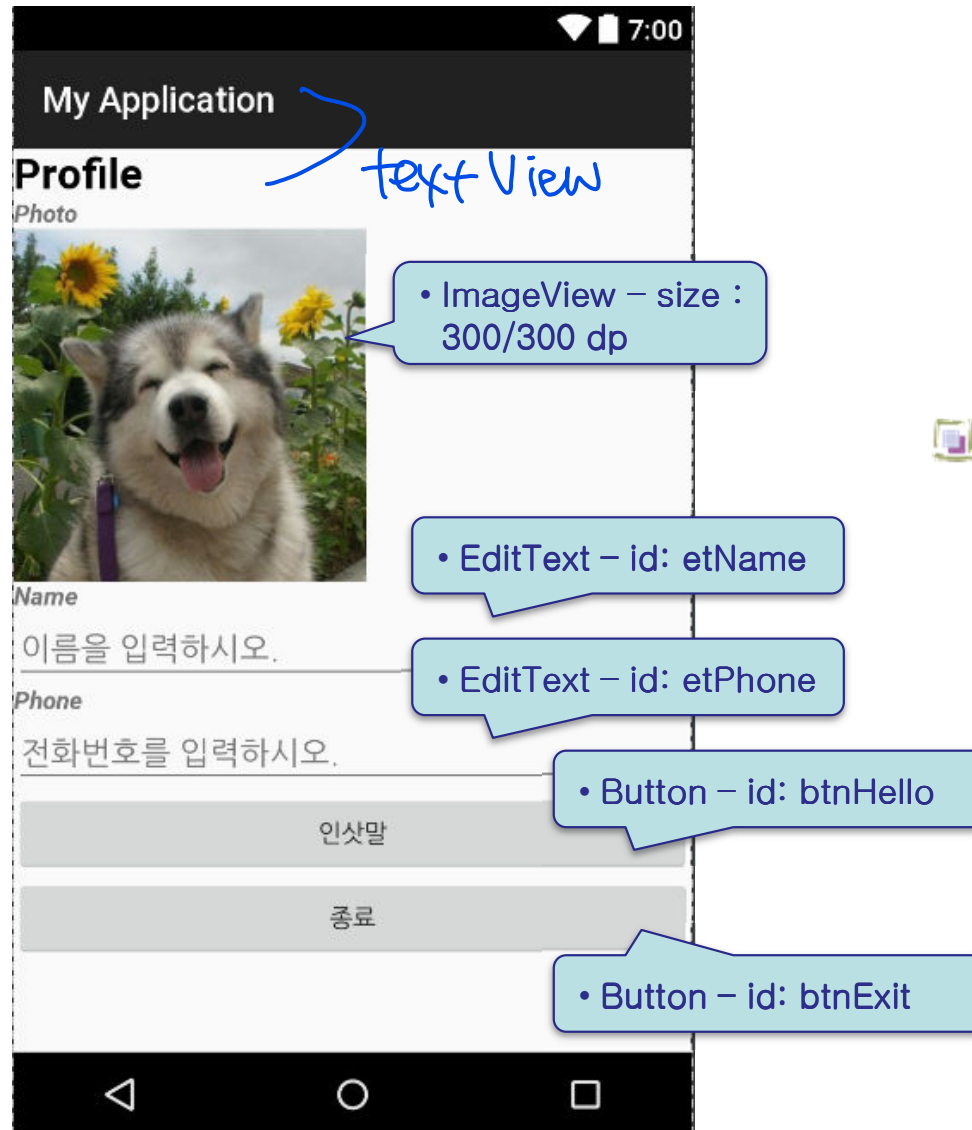 7:00
My Application
Profile
textView
Photo
• ImageView – size :
300/300 dp
• EditText – id: etName
Name
이름을 입력하시오.
• EditText – id: etPhone
Phone
전화번호를 입력하시오.
• Button – id: btnHello
인삿말
종료
• Button – id: btnExit